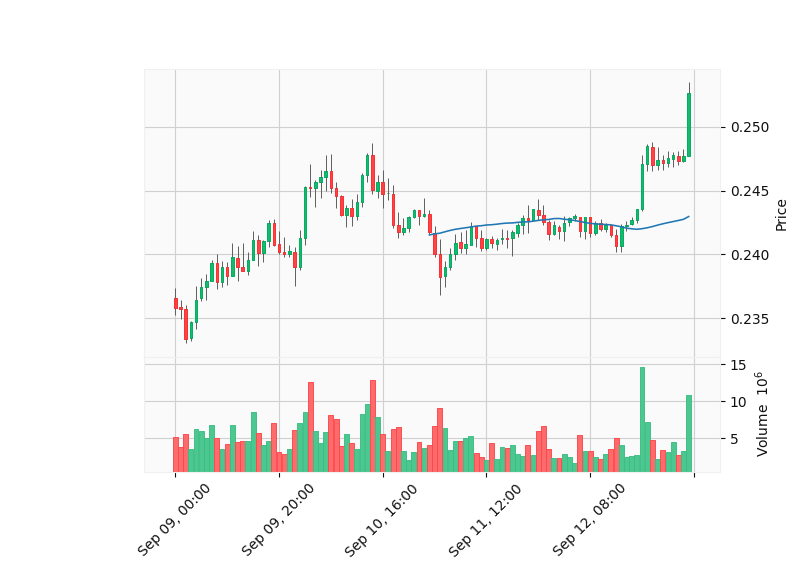 0.250
0.245
0.240
0.235
Price
15
10
5
Volume 10^6
Sep 09, 00:00
Sep 09, 20:00
Sep 10, 16:00
Sep 11, 12:00
Sep 12, 08:00